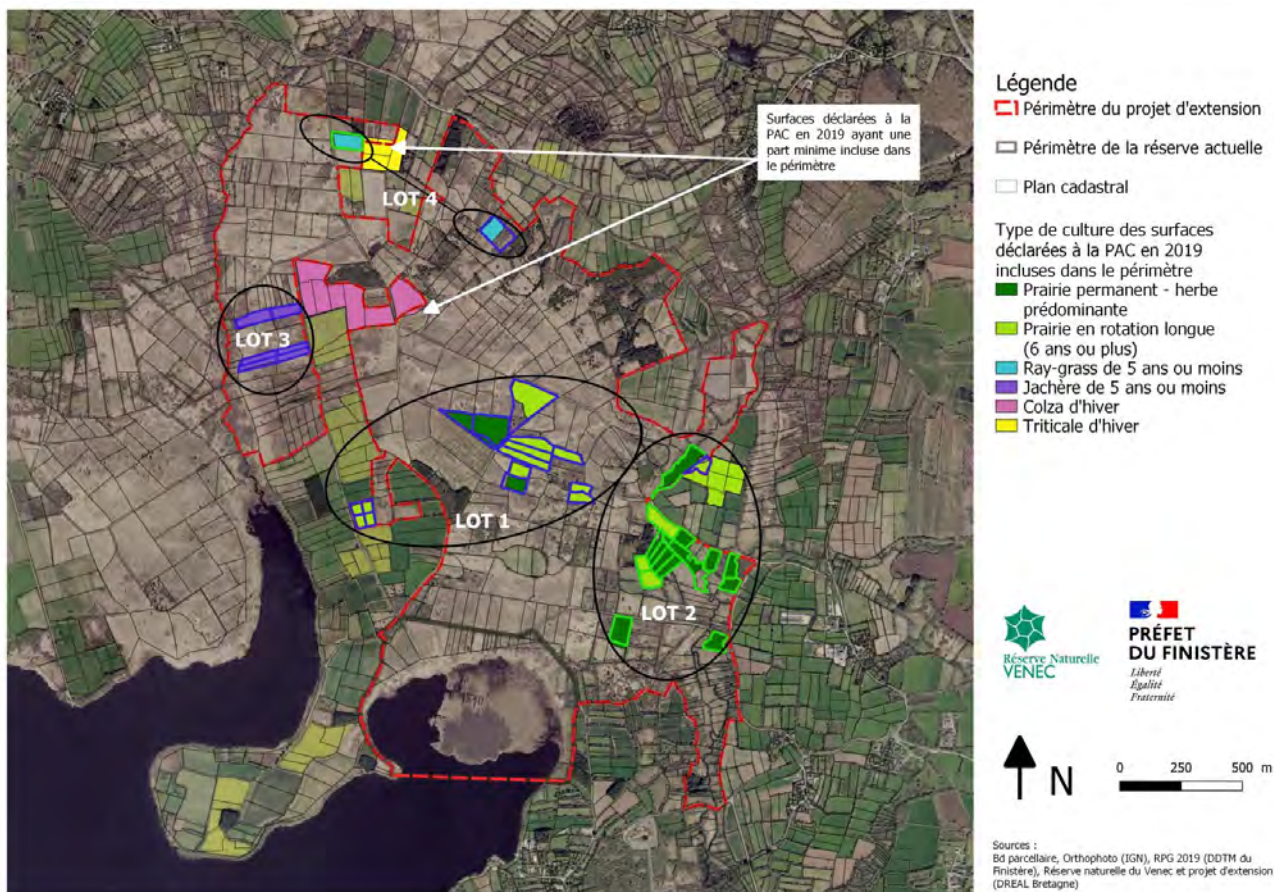 Surfaces déclarées à la
PAC en 2019 ayant une
part minime incluse dans
le périmètre
LOT 4
LOT 3
LOT 1
LOT 2
Légende
Périmètre du projet d'extension
Périmètre de la réserve actuelle
Plan cadastral
Type de culture des surfaces
déclarées à la PAC en 2019
incluses dans le périmètre
Prairie permanent - herbe
prédominante
Prairie en rotation longue
(6 ans ou plus)
Ray-grass de 5 ans ou moins
Jachère de 5 ans ou moins
Colza d'hiver
Triticale d'hiver
Réserve Naturelle
VENEC
PRÉFET
DU FINISTÈRE
Liberté
Égalité
Fraternité
N
0 250 500 m
Sources :
Bd parcellaire, Orthophoto (IGN), RPG 2019 (DDTM du
Finistère), Réserve naturelle du Venec et projet d'extension
(DREAL Bretagne)